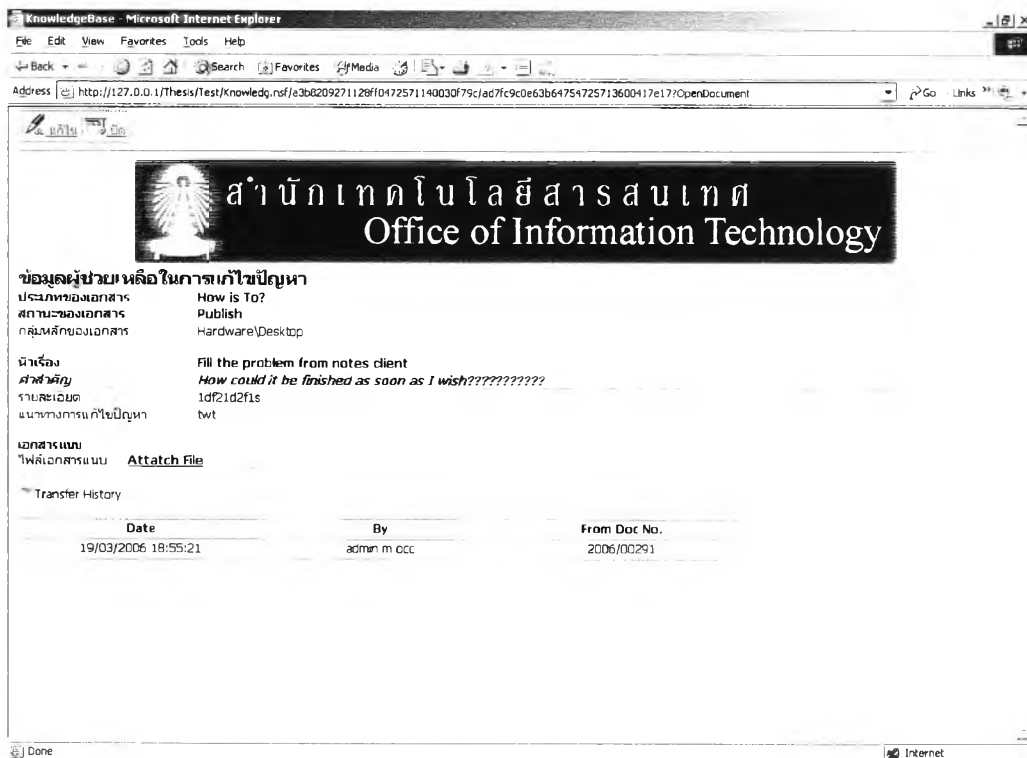 KnowledgeBase - Microsoft Internet Explorer
File Edit View Favorites Tools Help
Back Search Favorites Media
Address http://127.0.0.1/Thesis/Test/Knowledg.nsf/a3b8209271128ff0472571140030f79c/ad7fc9c0e63b64754725713600417e17?OpenDocument Go Links »
แก้ไข ปิด
สำนักเทคโนโลยีสารสนเทศ
Office of Information Technology
ข้อมูลผู้ช่วยเหลือในการแก้ไขปัญหา
ประเภทของเอกสาร How is To?
สถานะของเอกสาร Publish
กลุ่มหลักของเอกสาร Hardware\Desktop
นำเรื่อง Fill the problem from notes client
คำสำคัญ How could it be finished as soon as I wish???????????
รายละเอียด 1df21d2f1s
แนวทางการแก้ไขปัญหา twt
เอกสารแนบ
ไฟล์เอกสารแนบ Attatch File
Transfer History
Date By From Doc No.
19/03/2006 18:55:21 admin m occ 2006/00291
Done Internet